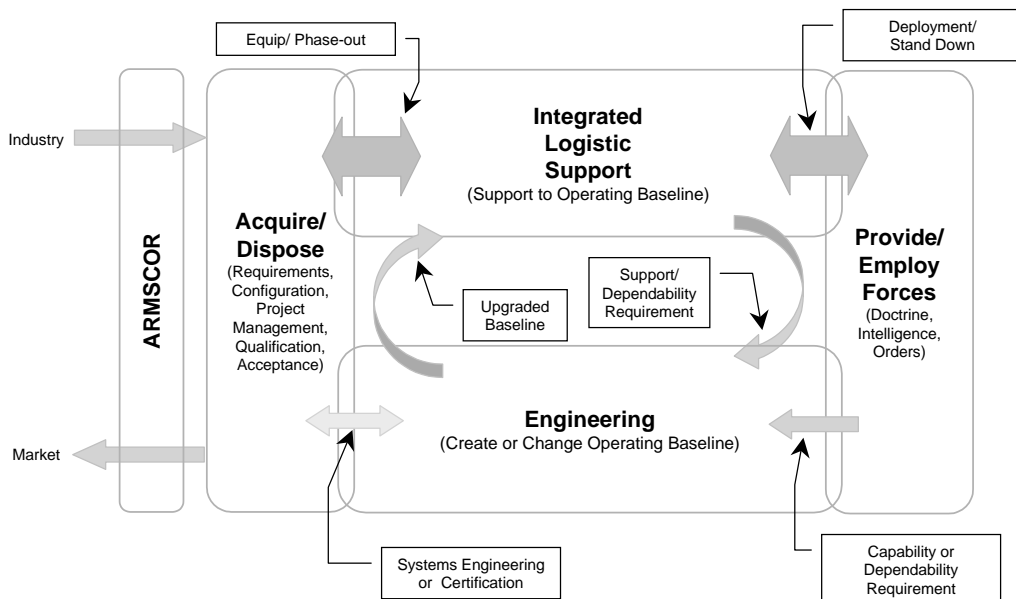 Equip/ Phase-out
Deployment/
Stand Down
Industry
Market
ARMSCOR
Acquire/
Dispose
(Requirements,
Configuration,
Project
Management,
Qualification,
Acceptance)
Integrated
Logistic
Support
(Support to Operating Baseline)
Upgraded
Baseline
Support/
Dependability
Requirement
Provide/
Employ
Forces
(Doctrine,
Intelligence,
Orders)
Engineering
(Create or Change Operating Baseline)
Systems Engineering
or  Certification
Capability or
Dependability
Requirement